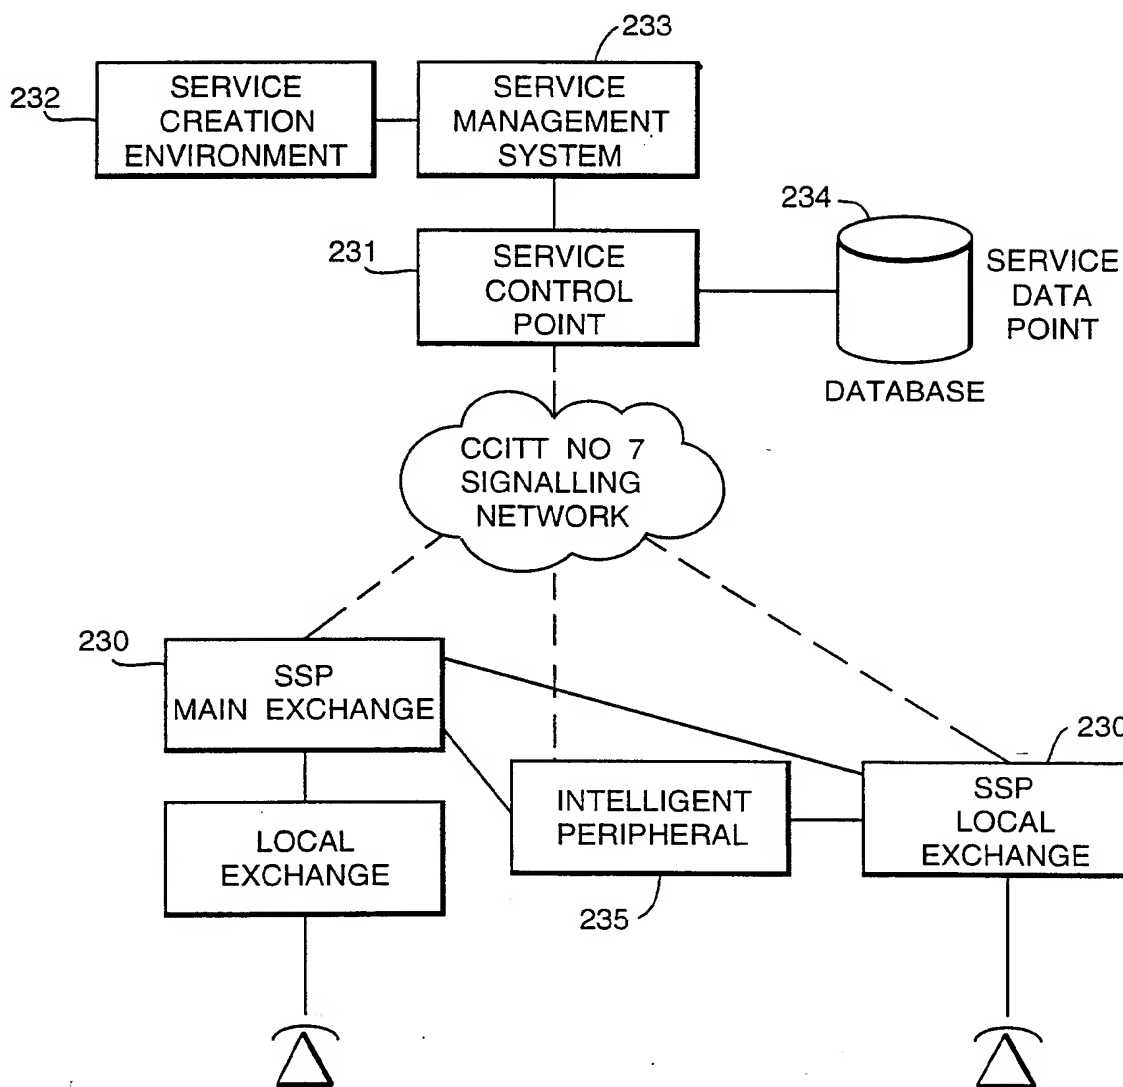 233
232
SERVICE
CREATION
ENVIRONMENT
SERVICE
MANAGEMENT
SYSTEM
234
231
SERVICE
CONTROL
POINT
SERVICE
DATA
POINT
DATABASE
CCITT NO 7
SIGNALLING
NETWORK
230
SSP
MAIN EXCHANGE
230
INTELLIGENT
PERIPHERAL
SSP
LOCAL
EXCHANGE
LOCAL
EXCHANGE
235